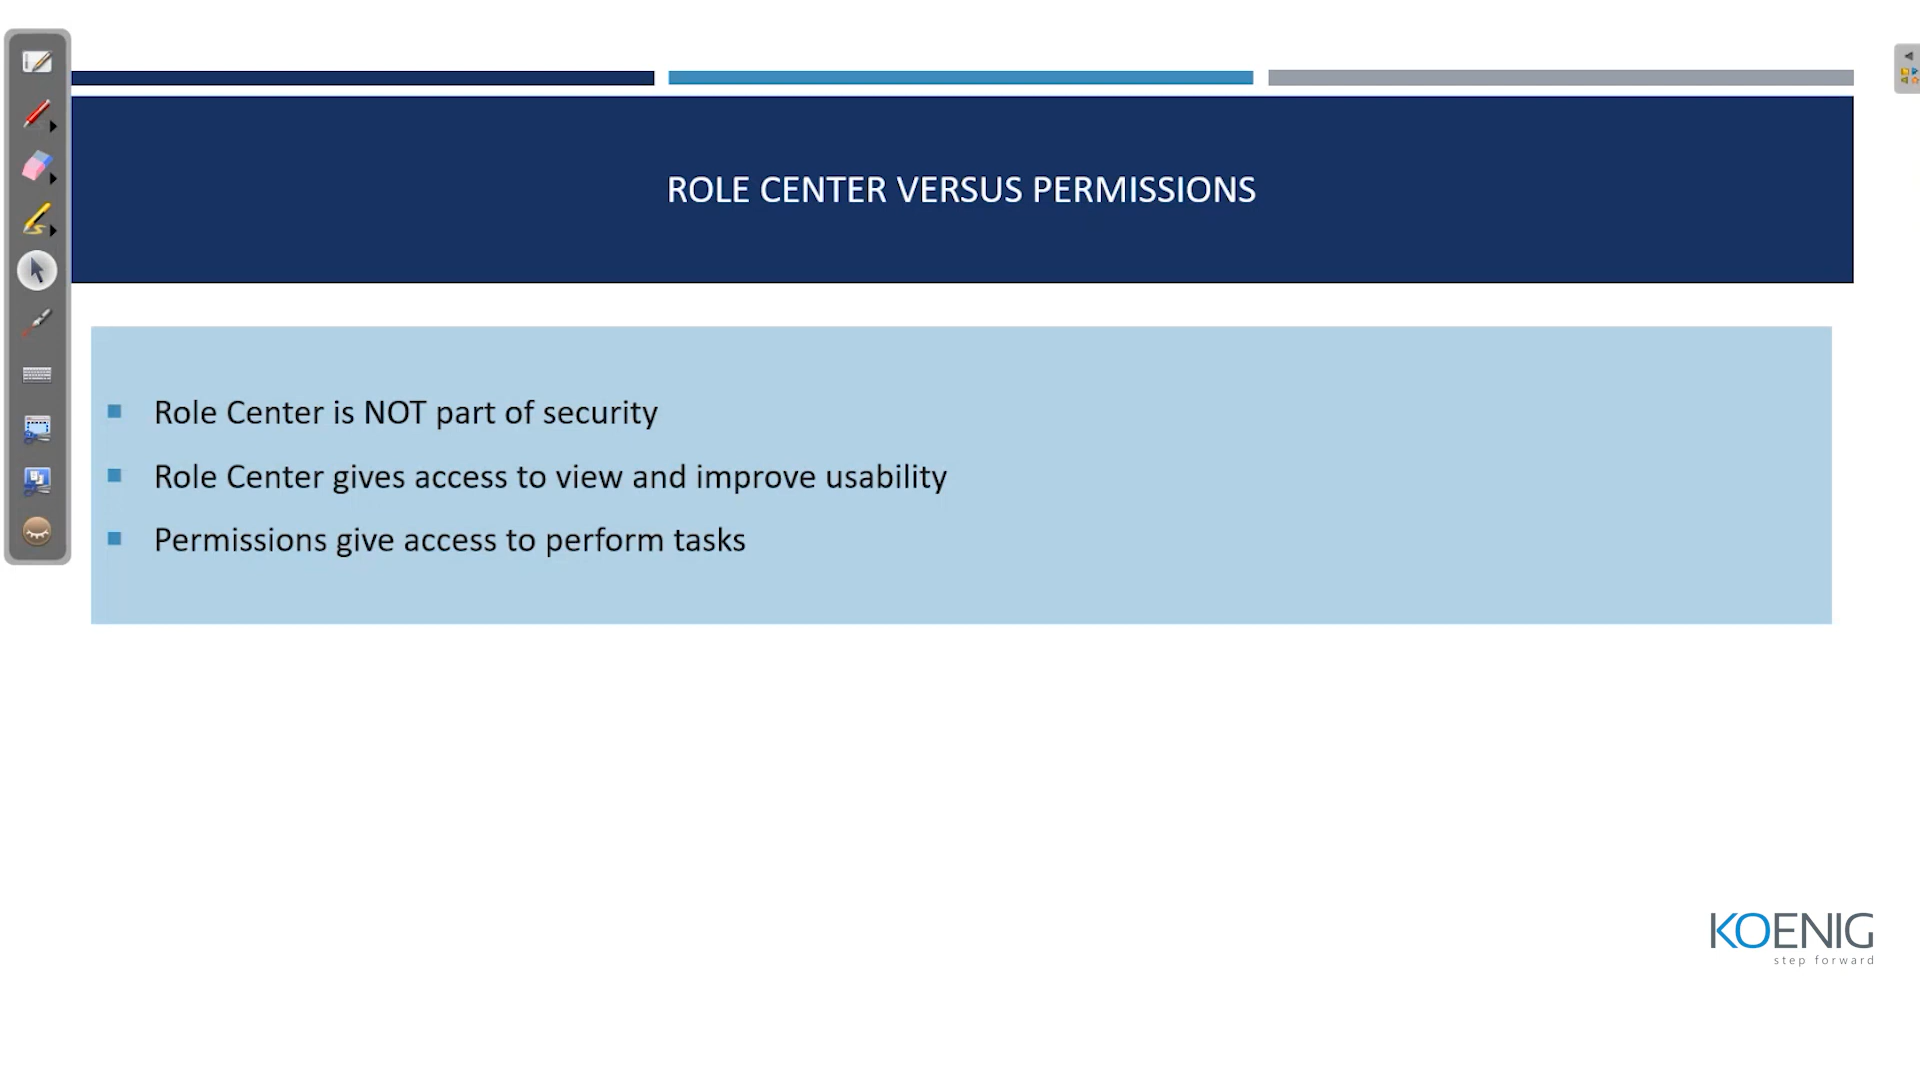 ROLE CENTER VERSUS PERMISSIONS
Role Center is NOT part of security
Role Center gives access to view and improve usability
Permissions give access to perform tasks
KOENIG
step forward